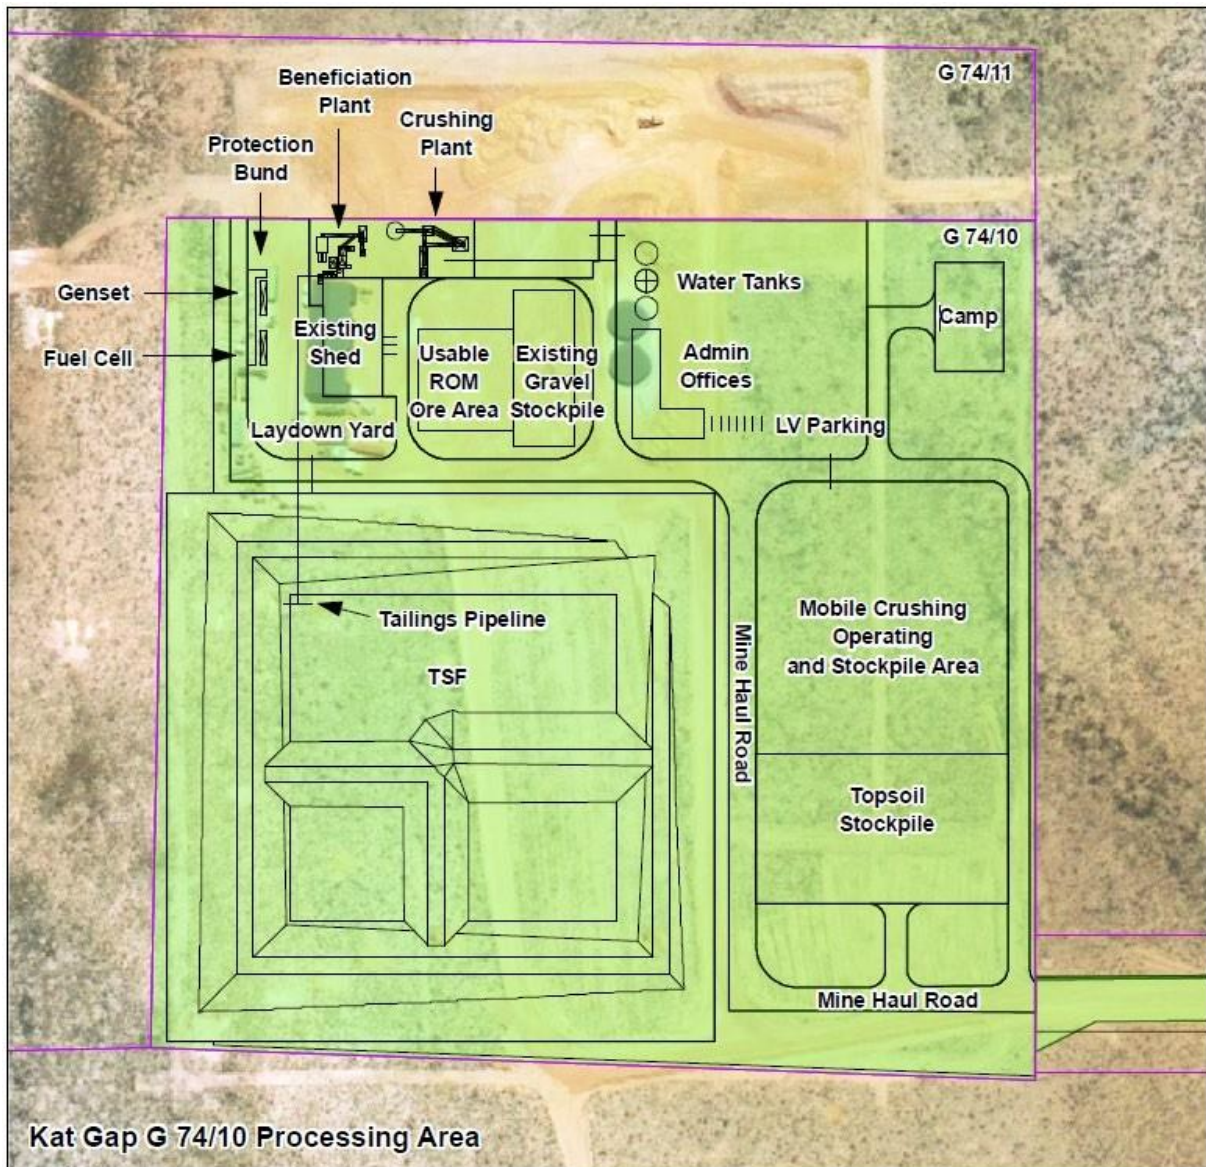 G 74/11
Beneficiation
Plant
Crushing
Plant
Protection
Bund
G 74/10
Genset
Water Tanks
Camp
Existing
Shed
Fuel Cell
Usable
ROM
Ore Area
Existing
Gravel
Stockpile
Admin
Offices
Laydown Yard
LV Parking
Tailings Pipeline
Mobile Crushing
Operating
and Stockpile Area
TSF
Mine Haul Road
Topsoil
Stockpile
Mine Haul Road
Kat Gap G 74/10 Processing Area